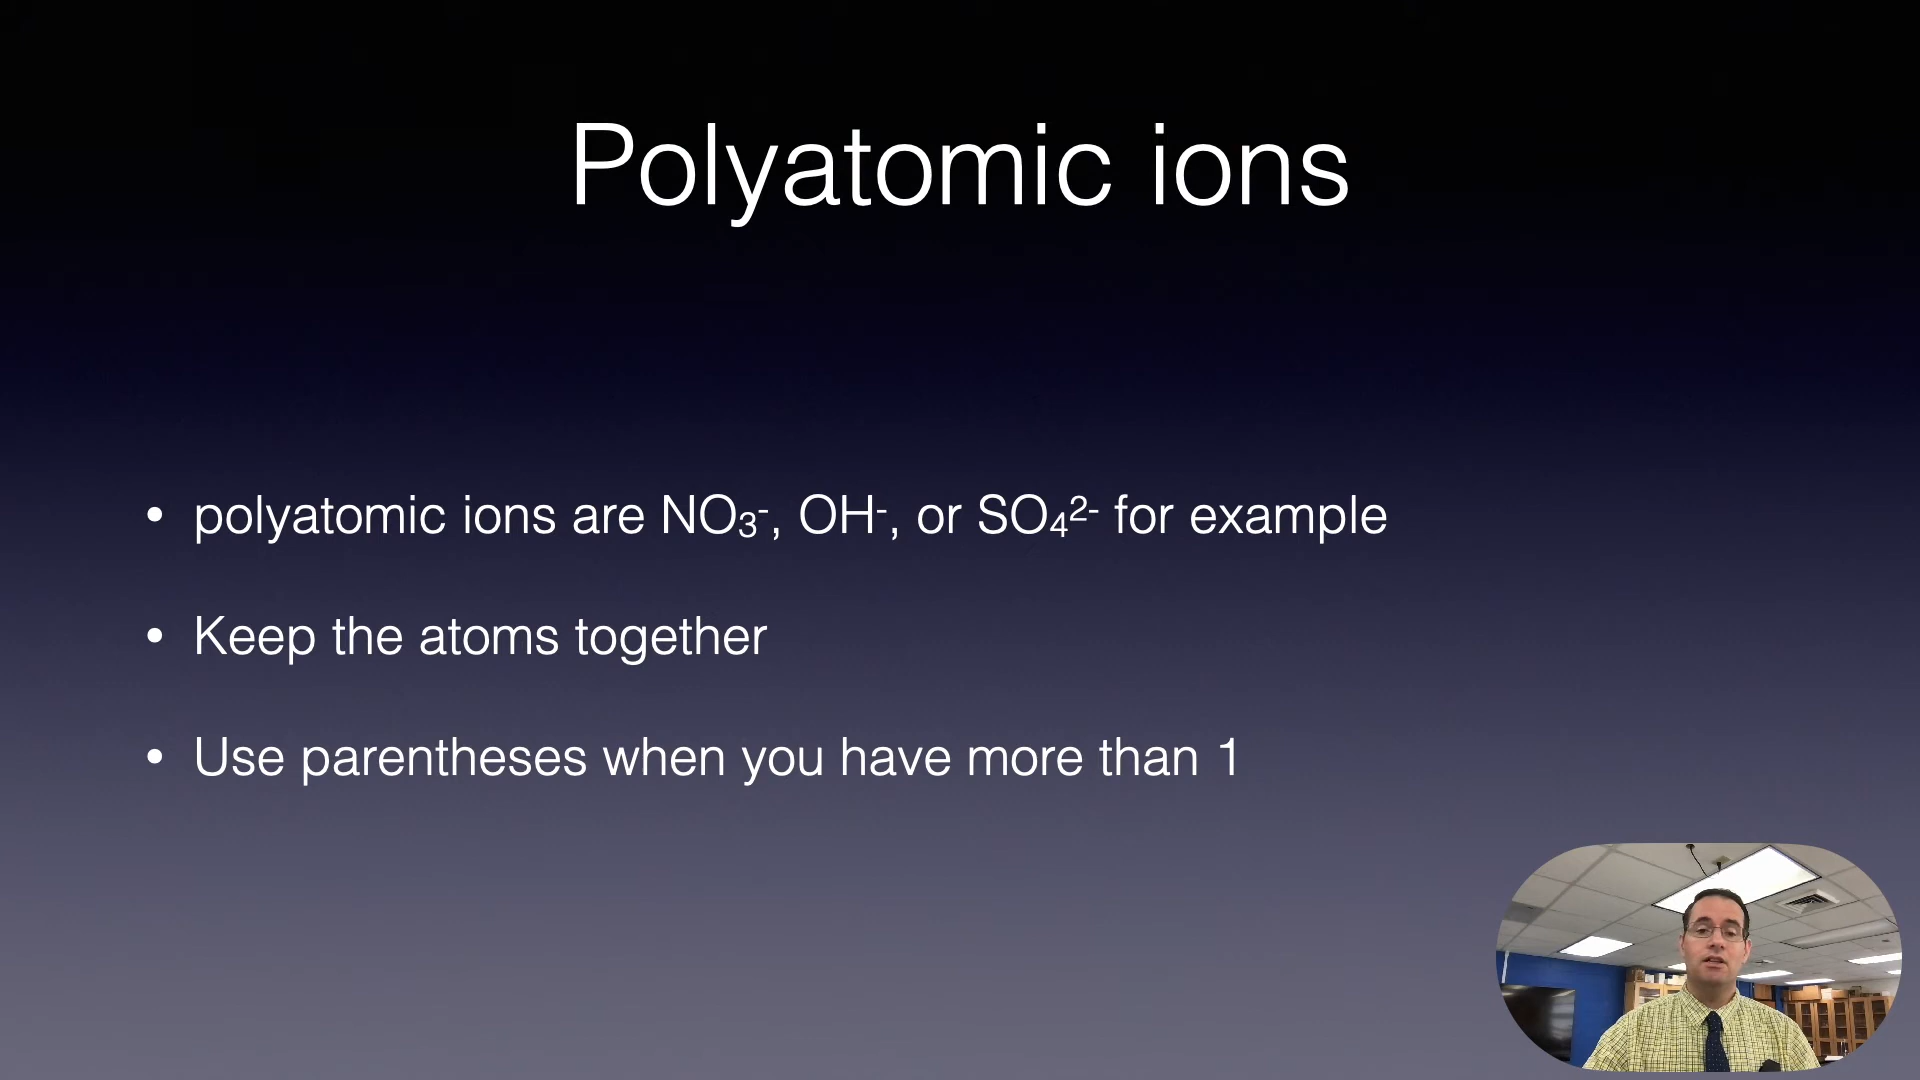 Polyatomic ions
• polyatomic ions are NO₃⁻, OH⁻, or SO₄²⁻ for example
• Keep the atoms together
• Use parentheses when you have more than 1